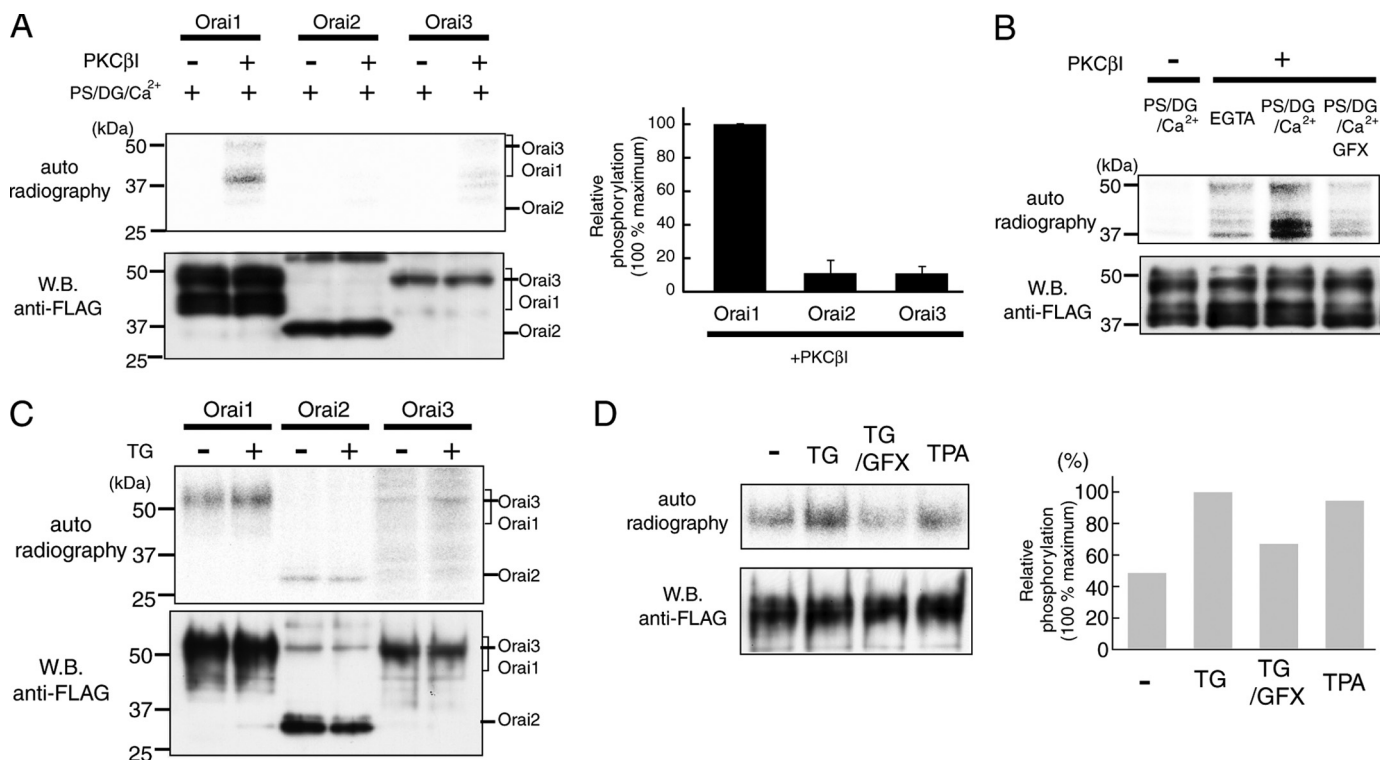 A
Orai1 Orai2 Orai3
PKCβI - + - + - +
PS/DG/Ca2+ + + + + + +
(kDa)
auto
radiography
50
37
25
Orai3
Orai1
Orai2
W.B.
anti-FLAG
50
37
25
Orai3
Orai1
Orai2
Relative
phosphorylation
(100 % maximum)
100
80
60
40
20
0
Orai1 Orai2 Orai3
+PKCβI
B
PKCβI - +
PS/DG
/Ca2+
EGTA
PS/DG
/Ca2+
PS/DG
/Ca2+
GFX
(kDa)
auto
radiography
50
37
W.B.
anti-FLAG
50
37
C
Orai1 Orai2 Orai3
TG - + - + - +
(kDa)
auto
radiography
50
37
25
Orai3
Orai1
Orai2
W.B.
anti-FLAG
50
37
25
Orai3
Orai1
Orai2
D
- TG TG
/GFX
TPA
auto
radiography
W.B.
anti-FLAG
(%)
Relative
phosphorylation
(100 % maximum)
100
80
60
40
20
0
- TG TG
/GFX
TPA